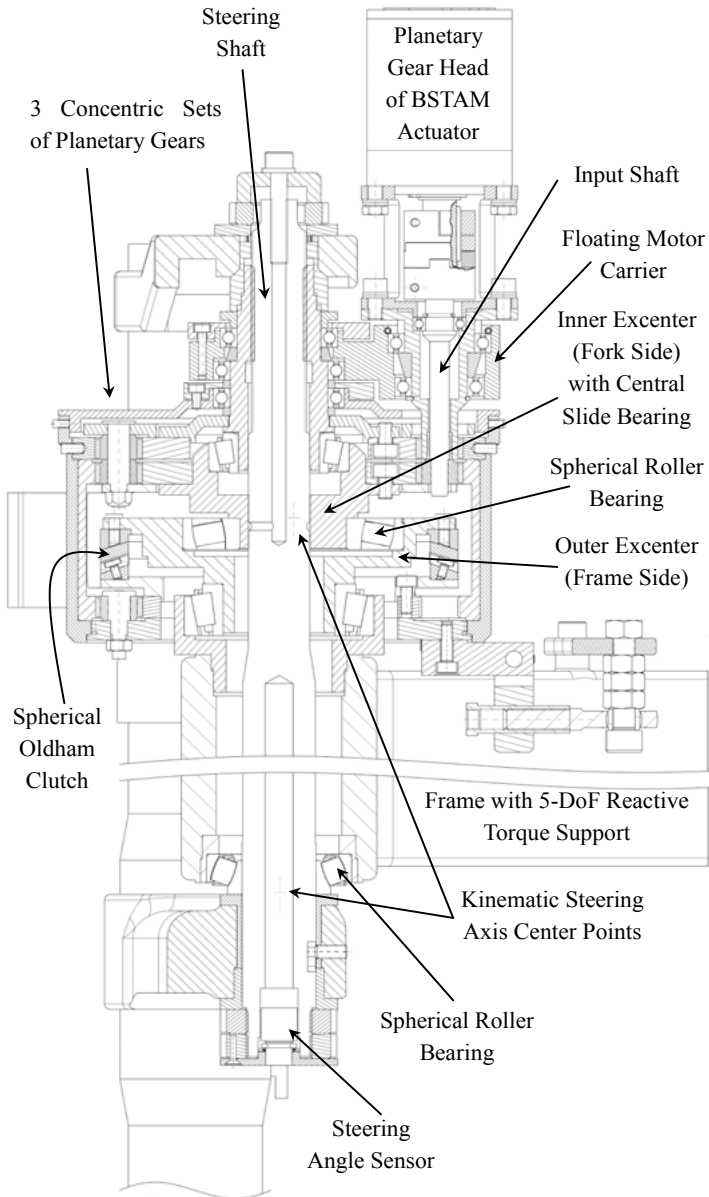 Steering
Shaft
Planetary
Gear Head
of BSTAM
Actuator
3 Concentric Sets
of Planetary Gears
Input Shaft
Floating Motor
Carrier
Inner Excenter
(Fork Side)
with Central
Slide Bearing
Spherical Roller
Bearing
Outer Excenter
(Frame Side)
Spherical
Oldham
Clutch
Frame with 5-DoF Reactive
Torque Support
Kinematic Steering
Axis Center Points
Spherical Roller
Bearing
Steering
Angle Sensor